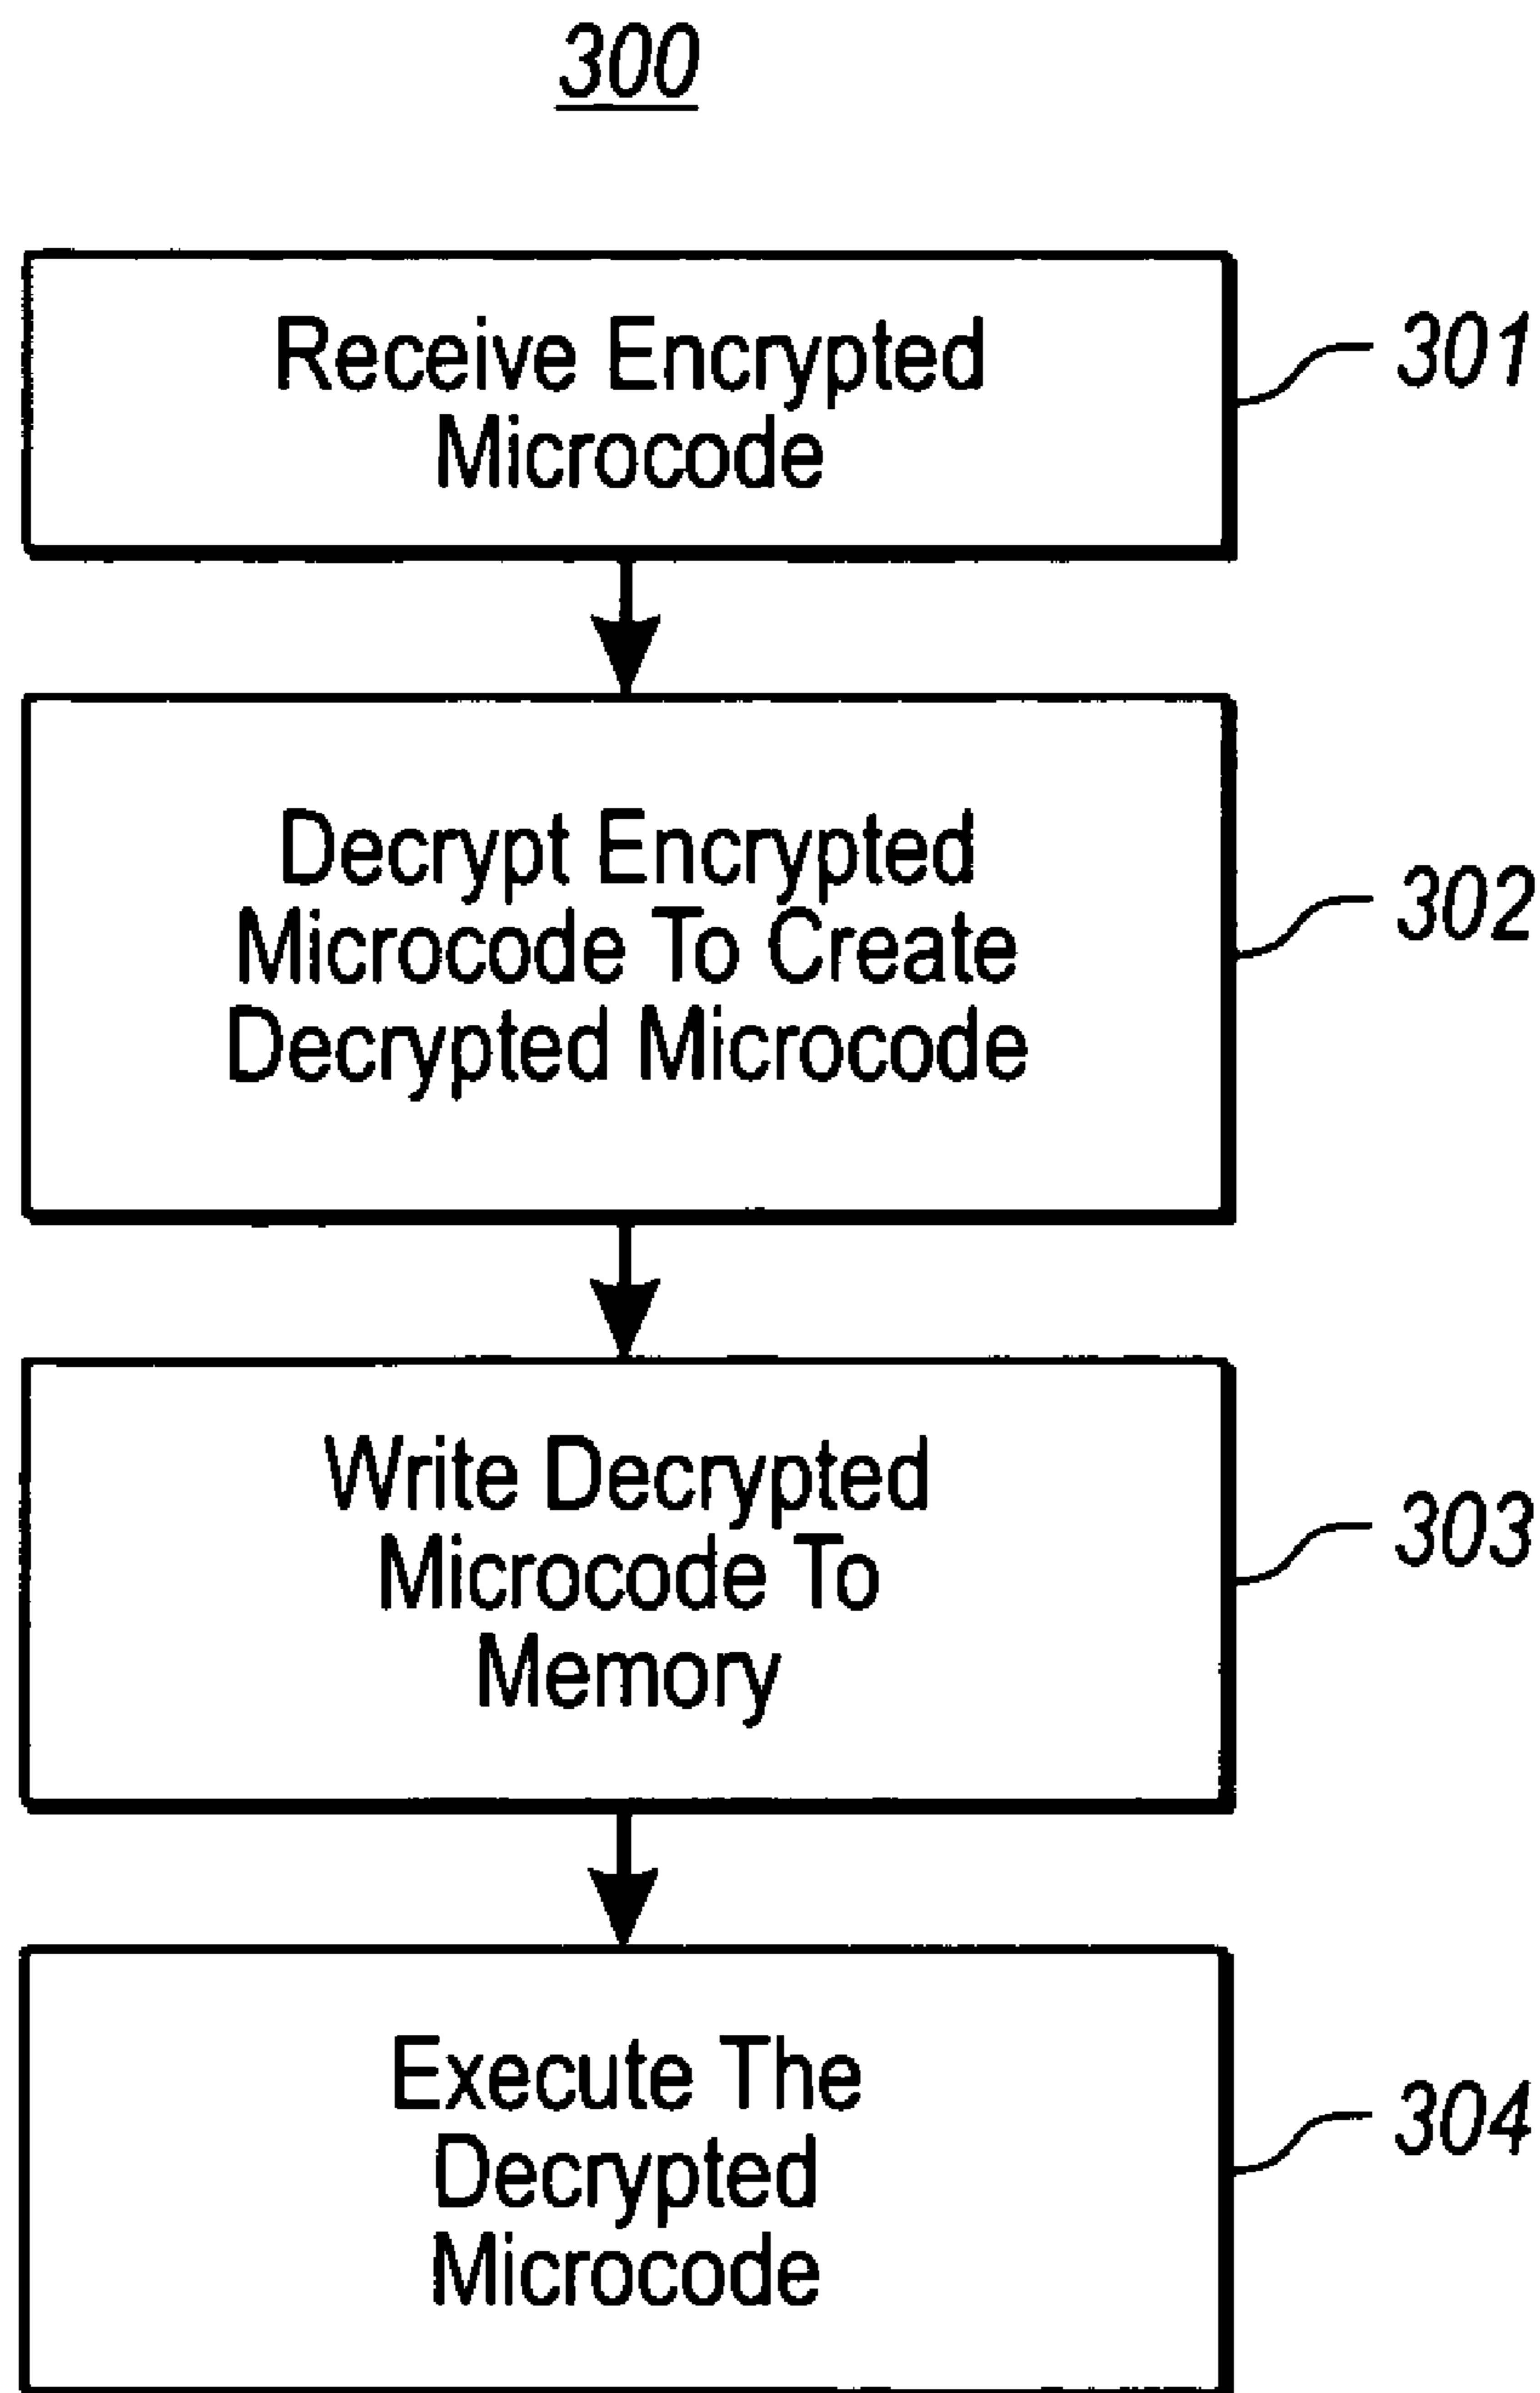 300
Receive Encrypted
Microcode
301
Decrypt Encrypted
Microcode To Create
Decrypted Microcode
302
Write Decrypted
Microcode To
Memory
303
Execute The
Decrypted
Microcode
304